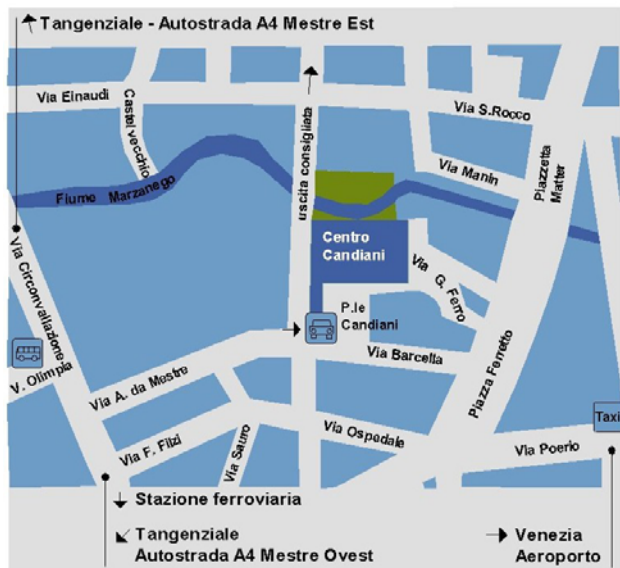 Tangenziale - Autostrada A4 Mestre Est
Via Einaudi
Castelvecchio
uscita consigliata
Via S.Rocco
Via Manin
Piazzetta
Matter
Fiume Marzanego
Centro
Candiani
Via G. Ferro
Via Circonvallazione
P.le
Candiani
V. Olimpia
Via A. da Mestre
Via Barcella
Piazza Ferretto
Taxi
Via F. Filzi
Via Sauro
Via Ospedale
Via Poerio
Stazione ferroviaria
Tangenziale
Autostrada A4 Mestre Ovest
Venezia
Aeroporto